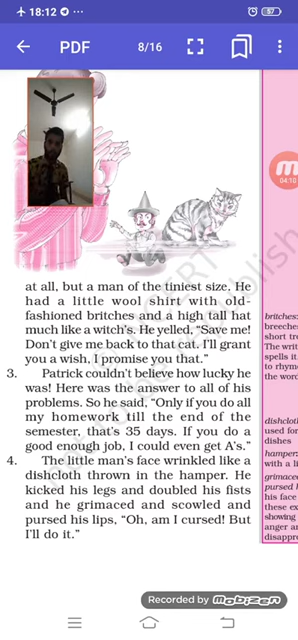 18:12
57
PDF
8/16
04:10
at all, but a man of the tiniest size. He
had a little wool shirt with old-
fashioned britches and a high tall hat
much like a witch's. He yelled, "Save me!
Don't give me back to that cat. I'll grant
you a wish, I promise you that."
3. Patrick couldn't believe how lucky he
was! Here was the answer to all of his
problems. So he said, "Only if you do all
my homework till the end of the
semester, that's 35 days. If you do a
good enough job, I could even get A's."
4. The little man's face wrinkled like a
dishcloth thrown in the hamper. He
kicked his legs and doubled his fists
and he grimaced and scowled and
pursed his lips, "Oh, am I cursed! But
I'll do it."
britches:
breeche
short tr
The writ
spells it
to rhym
the word
dishclot
used for
dishes
hamper:
with a l
grimace
pursed l
his face
these ex
showing
anger a
disappr
Recorded by mobizen